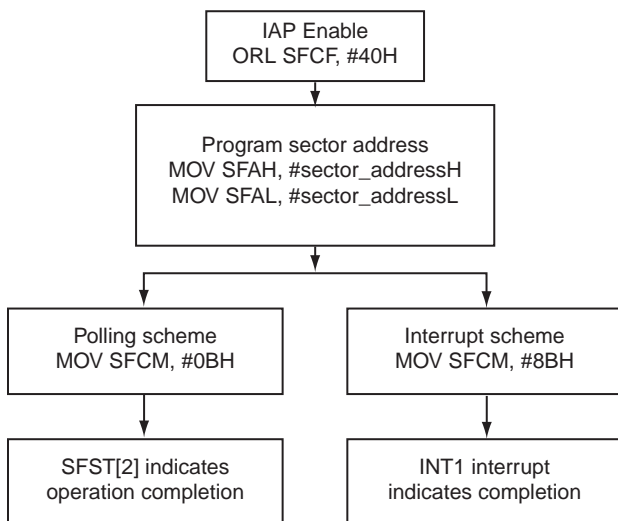 IAP Enable
ORL SFCF, #40H
Program sector address
MOV SFAH, #sector_addressH
MOV SFAL, #sector_addressL
Polling scheme
MOV SFCM, #0BH
Interrupt scheme
MOV SFCM, #8BH
SFST[2] indicates
operation completion
INT1 interrupt
indicates completion